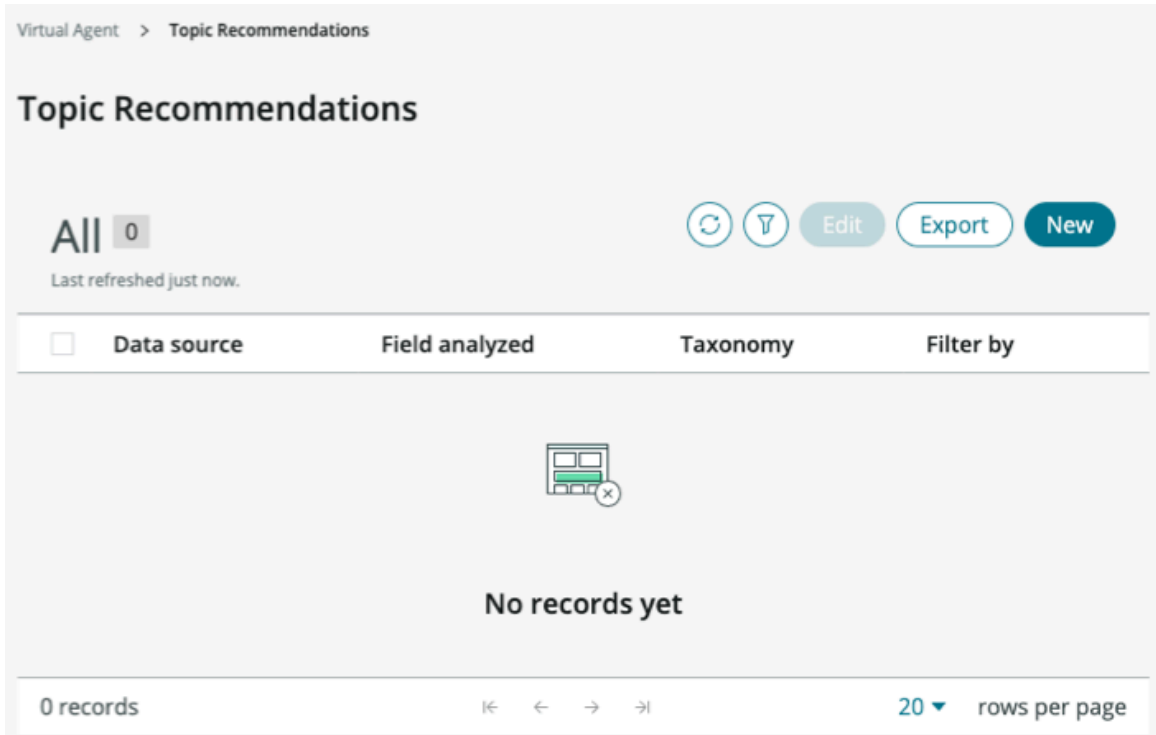 Virtual Agent > Topic Recommendations
Topic Recommendations
All 0 Edit Export New
Last refreshed just now.
Data source Field analyzed Taxonomy Filter by
No records yet
0 records 20 rows per page